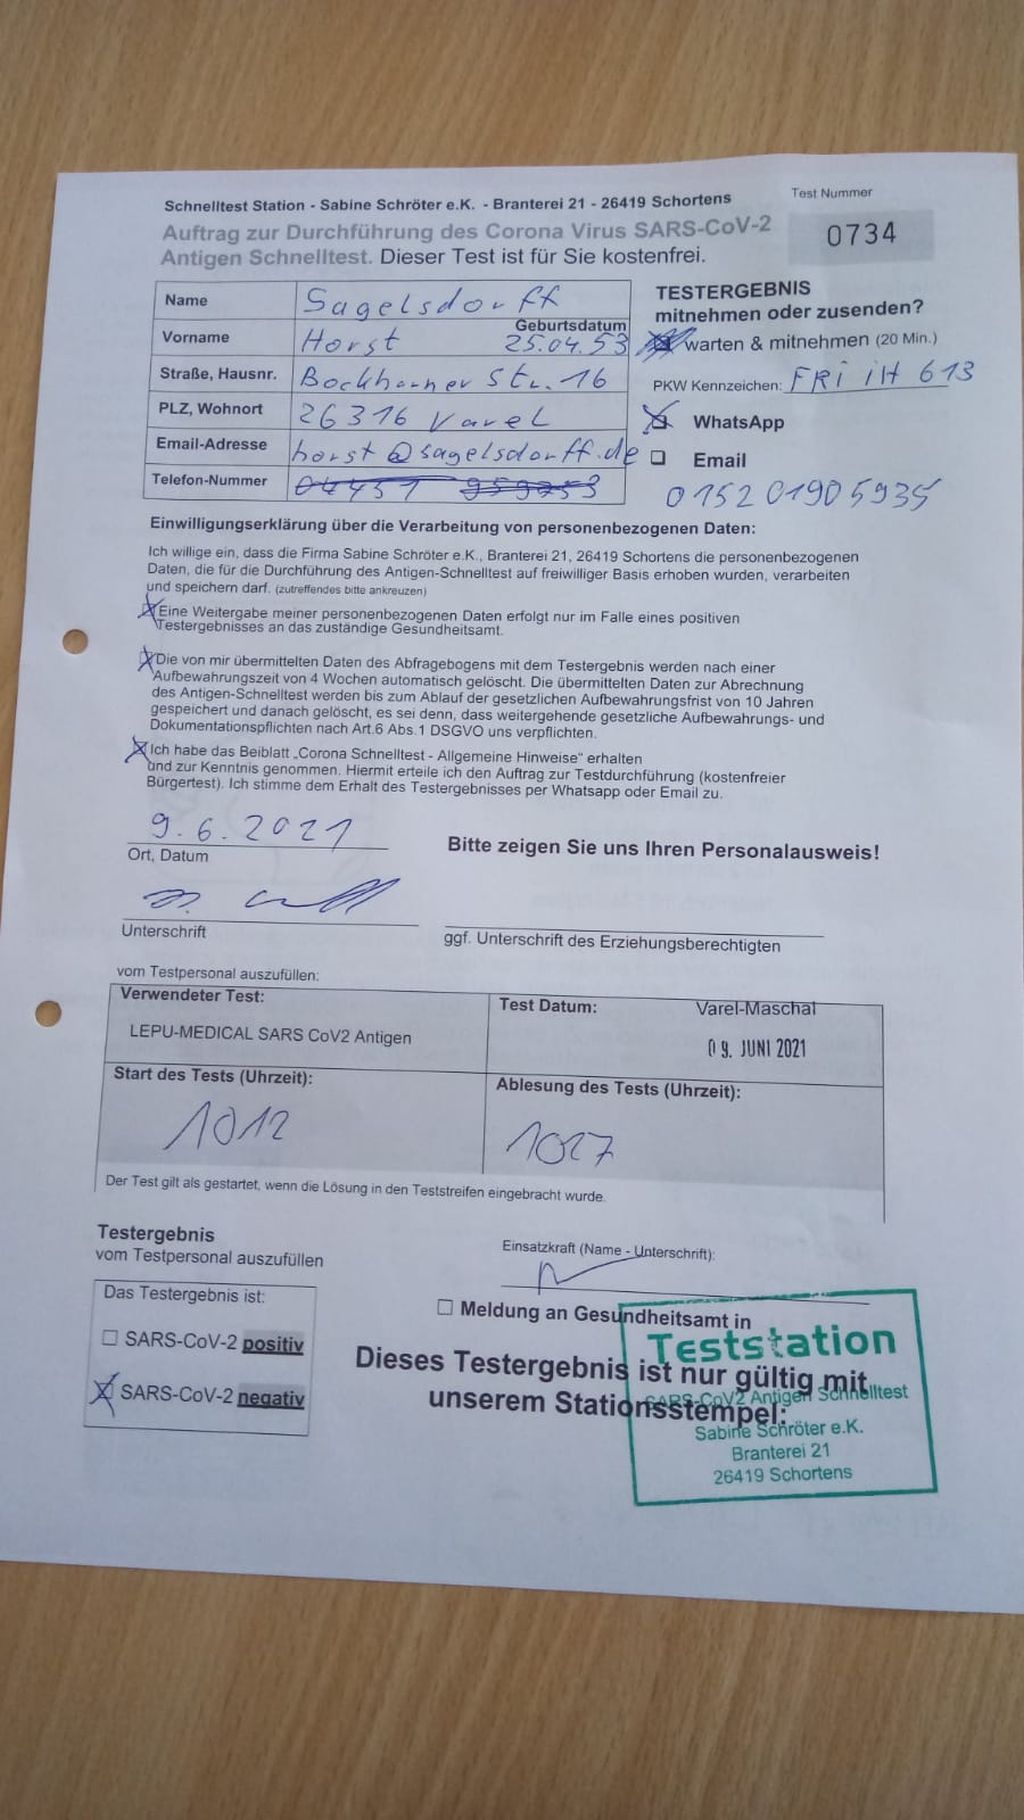 Schnelltest Station - Sabine Schröter e.K. - Branterei 21 - 26419 Schortens
Test Nummer
Auftrag zur Durchführung des Corona Virus SARS-CoV-2
0734
Antigen Schnelltest. Dieser Test ist für Sie kostenfrei.
Name Sagelsdorff
Vorname Horst
Geburtsdatum 25.04.53
Straße, Hausnr. Bockhorner Str. 16
PLZ, Wohnort 26316 Varel
Email-Adresse horst@sagelsdorff.de
Telefon-Nummer
TESTERGEBNIS
mitnehmen oder zusenden?
warten & mitnehmen (20 Min.)
PKW Kennzeichen: FRI IH 613
WhatsApp
Email
015201905935
Einwilligungserklärung über die Verarbeitung von personenbezogenen Daten:
Ich willige ein, dass die Firma Sabine Schröter e.K., Branterei 21, 26419 Schortens die personenbezogenen
Daten, die für die Durchführung des Antigen-Schnelltest auf freiwilliger Basis erhoben wurden, verarbeiten
und speichern darf. (zutreffendes bitte ankreuzen)
Eine Weitergabe meiner personenbezogenen Daten erfolgt nur im Falle eines positiven
Testergebnisses an das zuständige Gesundheitsamt.
Die von mir übermittelten Daten des Abfragebogens mit dem Testergebnis werden nach einer
Aufbewahrungszeit von 4 Wochen automatisch gelöscht. Die übermittelten Daten zur Abrechnung
des Antigen-Schnelltest werden bis zum Ablauf der gesetzlichen Aufbewahrungsfrist von 10 Jahren
gespeichert und danach gelöscht, es sei denn, dass weitergehende gesetzliche Aufbewahrungs- und
Dokumentationspflichten nach Art.6 Abs.1 DSGVO uns verpflichten.
Ich habe das Beiblatt „Corona Schnelltest - Allgemeine Hinweise" erhalten
und zur Kenntnis genommen. Hiermit erteile ich den Auftrag zur Testdurchführung (kostenfreier
Bürgertest). Ich stimme dem Erhalt des Testergebnisses per Whatsapp oder Email zu.
9.6.2021
Ort, Datum
Bitte zeigen Sie uns Ihren Personalausweis!
Unterschrift
ggf. Unterschrift des Erziehungsberechtigten
vom Testpersonal auszufüllen:
Verwendeter Test:
LEPU-MEDICAL SARS CoV2 Antigen
Test Datum:
Varel-Maschal
09. JUNI 2021
Start des Tests (Uhrzeit):
1012
Ablesung des Tests (Uhrzeit):
1027
Der Test gilt als gestartet, wenn die Lösung in den Teststreifen eingebracht wurde.
Testergebnis
vom Testpersonal auszufüllen
Das Testergebnis ist:
SARS-CoV-2 positiv
SARS-CoV-2 negativ
Einsatzkraft (Name - Unterschrift):
Meldung an Gesundheitsamt in
Dieses Testergebnis ist nur gültig mit
unserem Stationsstempel:
Teststation
SARS-CoV2 Antigen Schnelltest
Sabine Schröter e.K.
Branterei 21
26419 Schortens